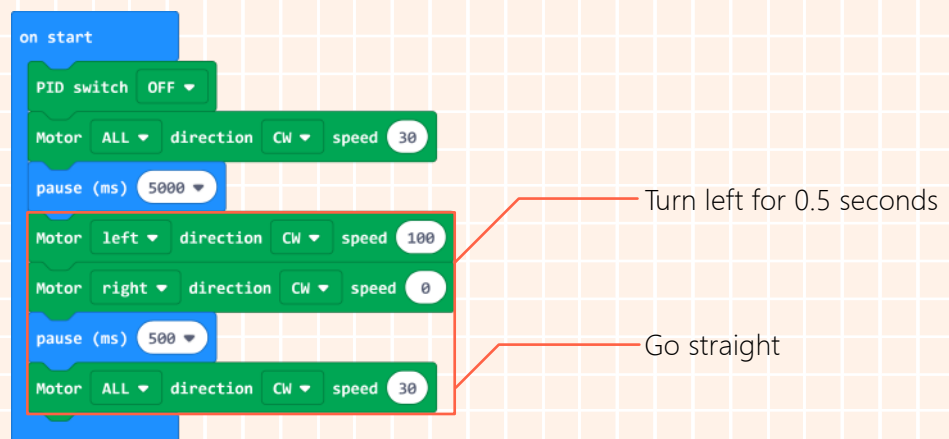 on start
PID switch OFF
Motor ALL direction CW speed 30
pause (ms) 5000
Motor left direction CW speed 100
Motor right direction CW speed 0
pause (ms) 500
Motor ALL direction CW speed 30
Turn left for 0.5 seconds
Go straight